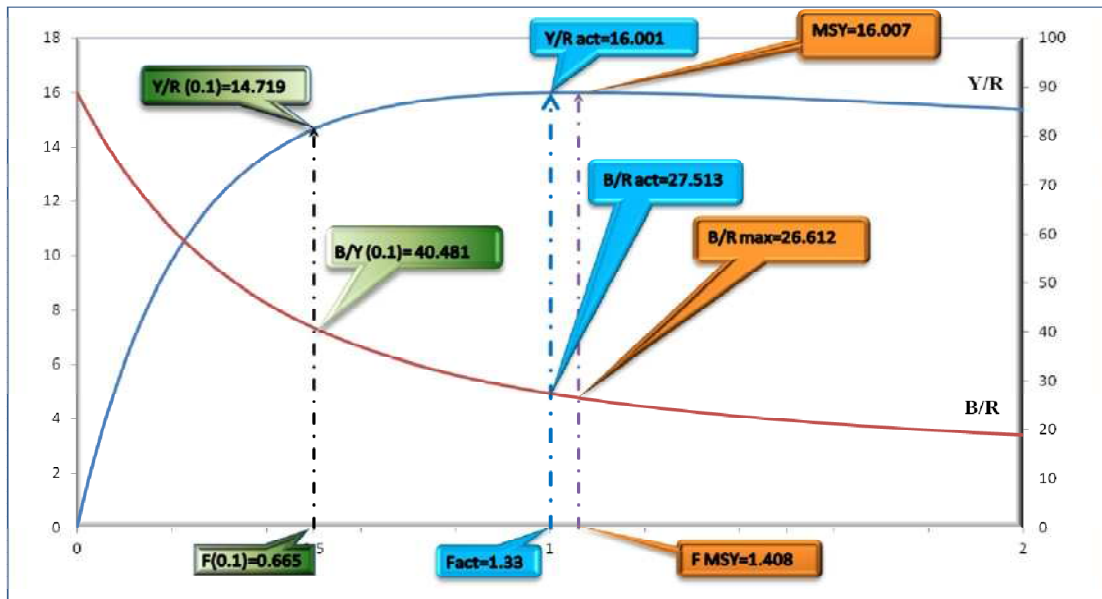 Y/R act=16.001
MSY=16.007
18
100
Y/R (0.1)=14.719
16
90
Y/R
14
80
B/R act=27.513
12
70
B/R max=26.612
10
60
B/Y (0.1)= 40.481
50
8
40
6
30
4
B/R
20
2
10
0
0
0
5
1
2
F(0.1)=0.665
Fact=1.33
F MSY=1.408